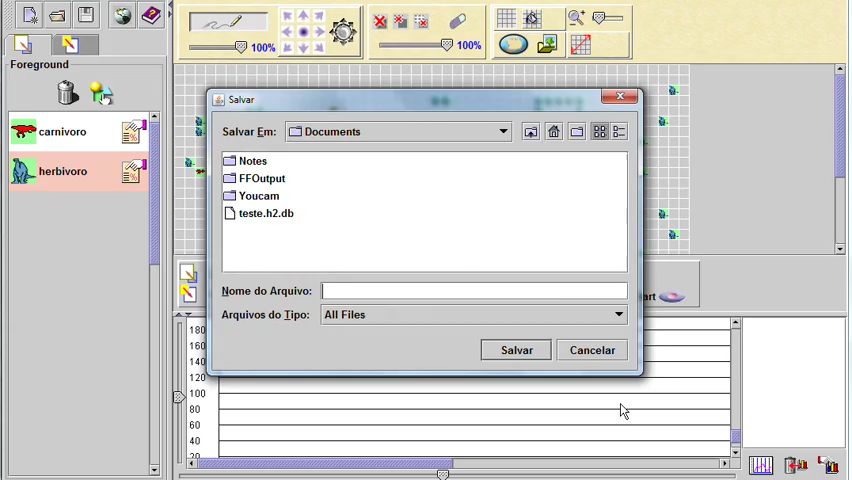 100%
100%
Foreground
carnivoro
herbivoro
Salvar
Salvar Em:
Documents
Notes
FFOutput
Youcam
teste.h2.db
Nome do Arquivo:
Arquivos do Tipo:
All Files
Salvar
Cancelar
180
160
140
120
100
80
60
40
20